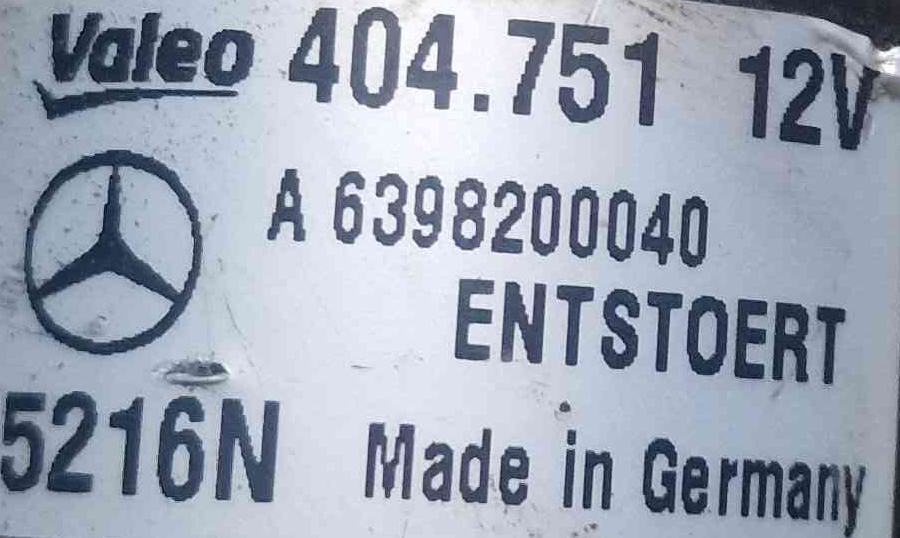 Valeo 404.751 12V
A 6398200040
ENTSTOERT
5216N Made in Germany